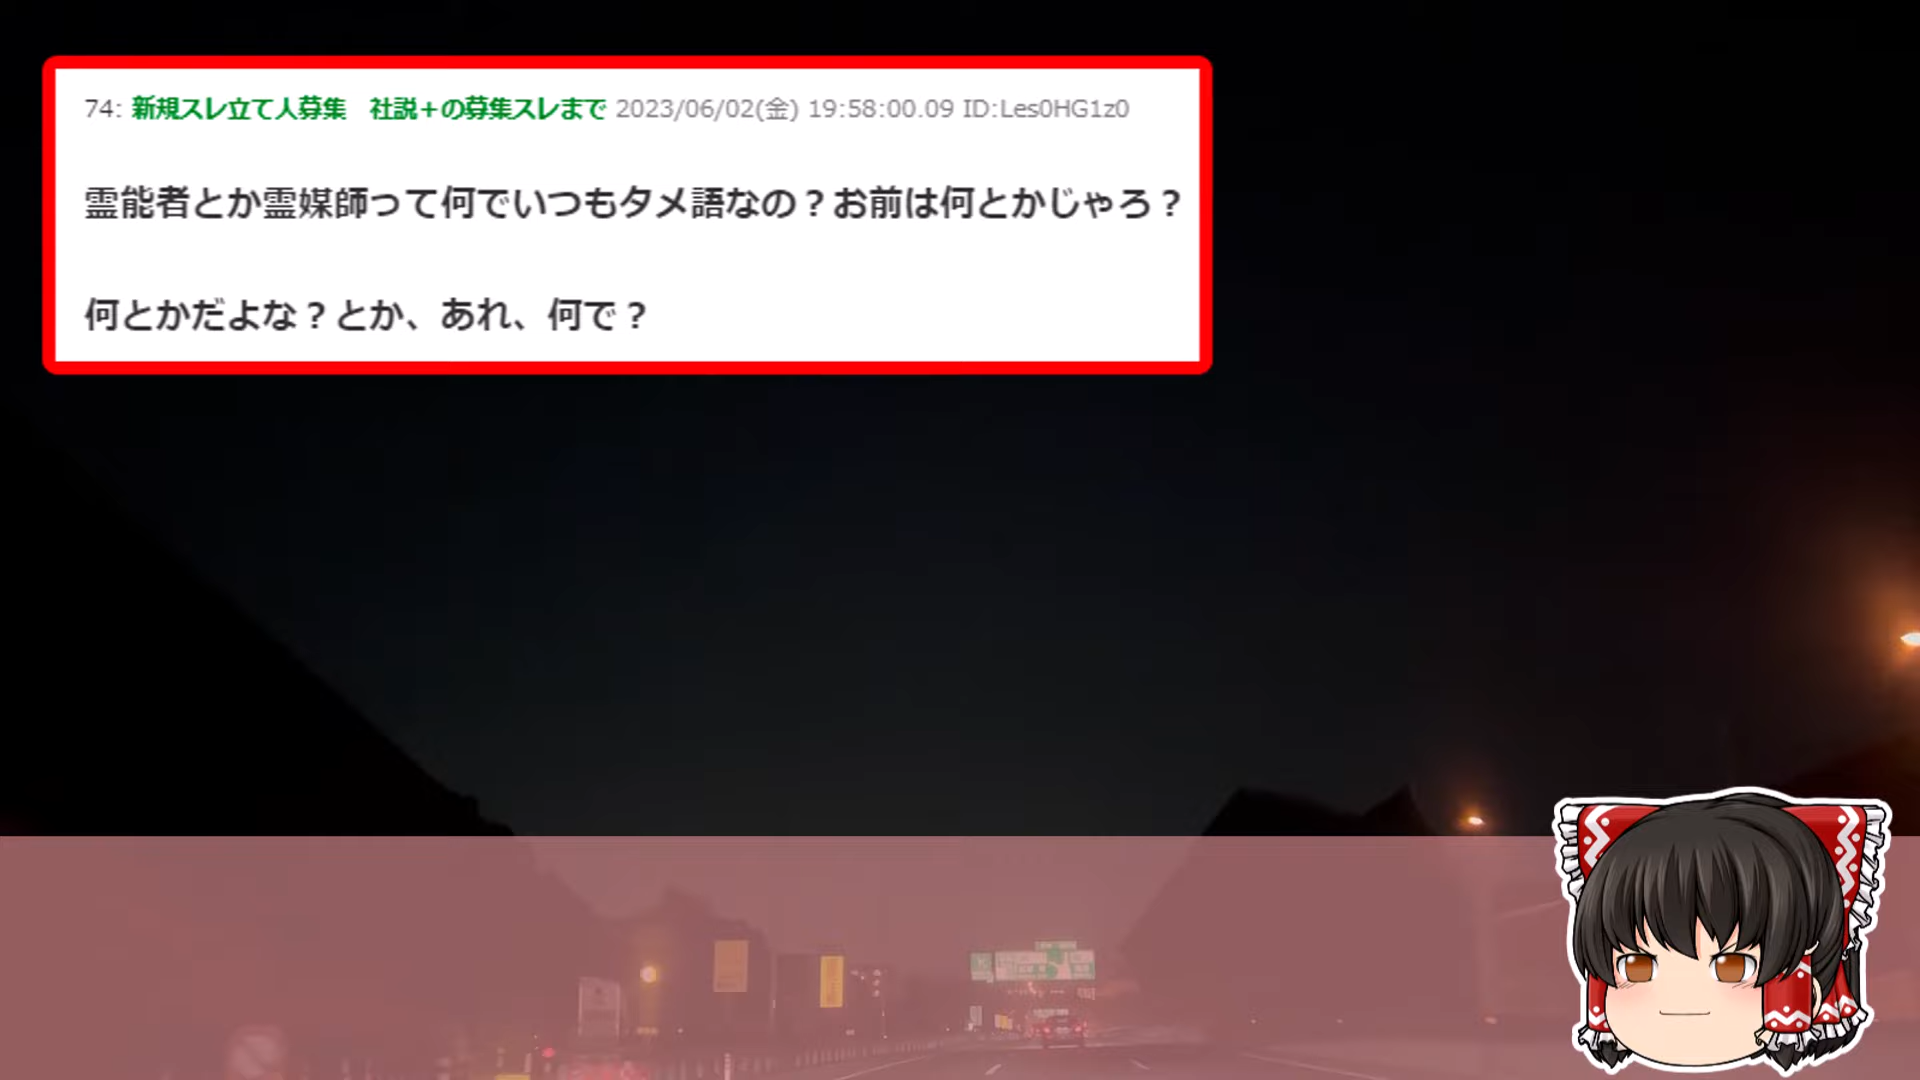 74: 新規スレ立て人募集　社説＋の募集スレまで 2023/06/02(金) 19:58:00.09 ID:Les0HG1z0
霊能者とか霊媒師って何でいつもタメ語なの？お前は何とかじゃろ？
何とかだよな？とか、あれ、何で？